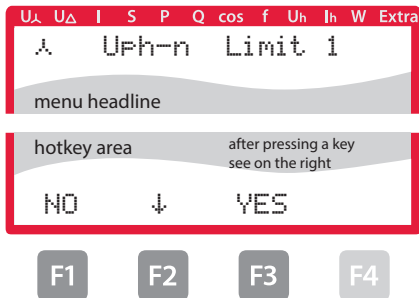 U⅄ U∆ I S P Q cos f Uh Ih W Extra
⅄ Uph-n Limit 1
menu headline
hotkey area
after pressing a key
see on the right
NO ↓ YES
F1 F2 F3 F4